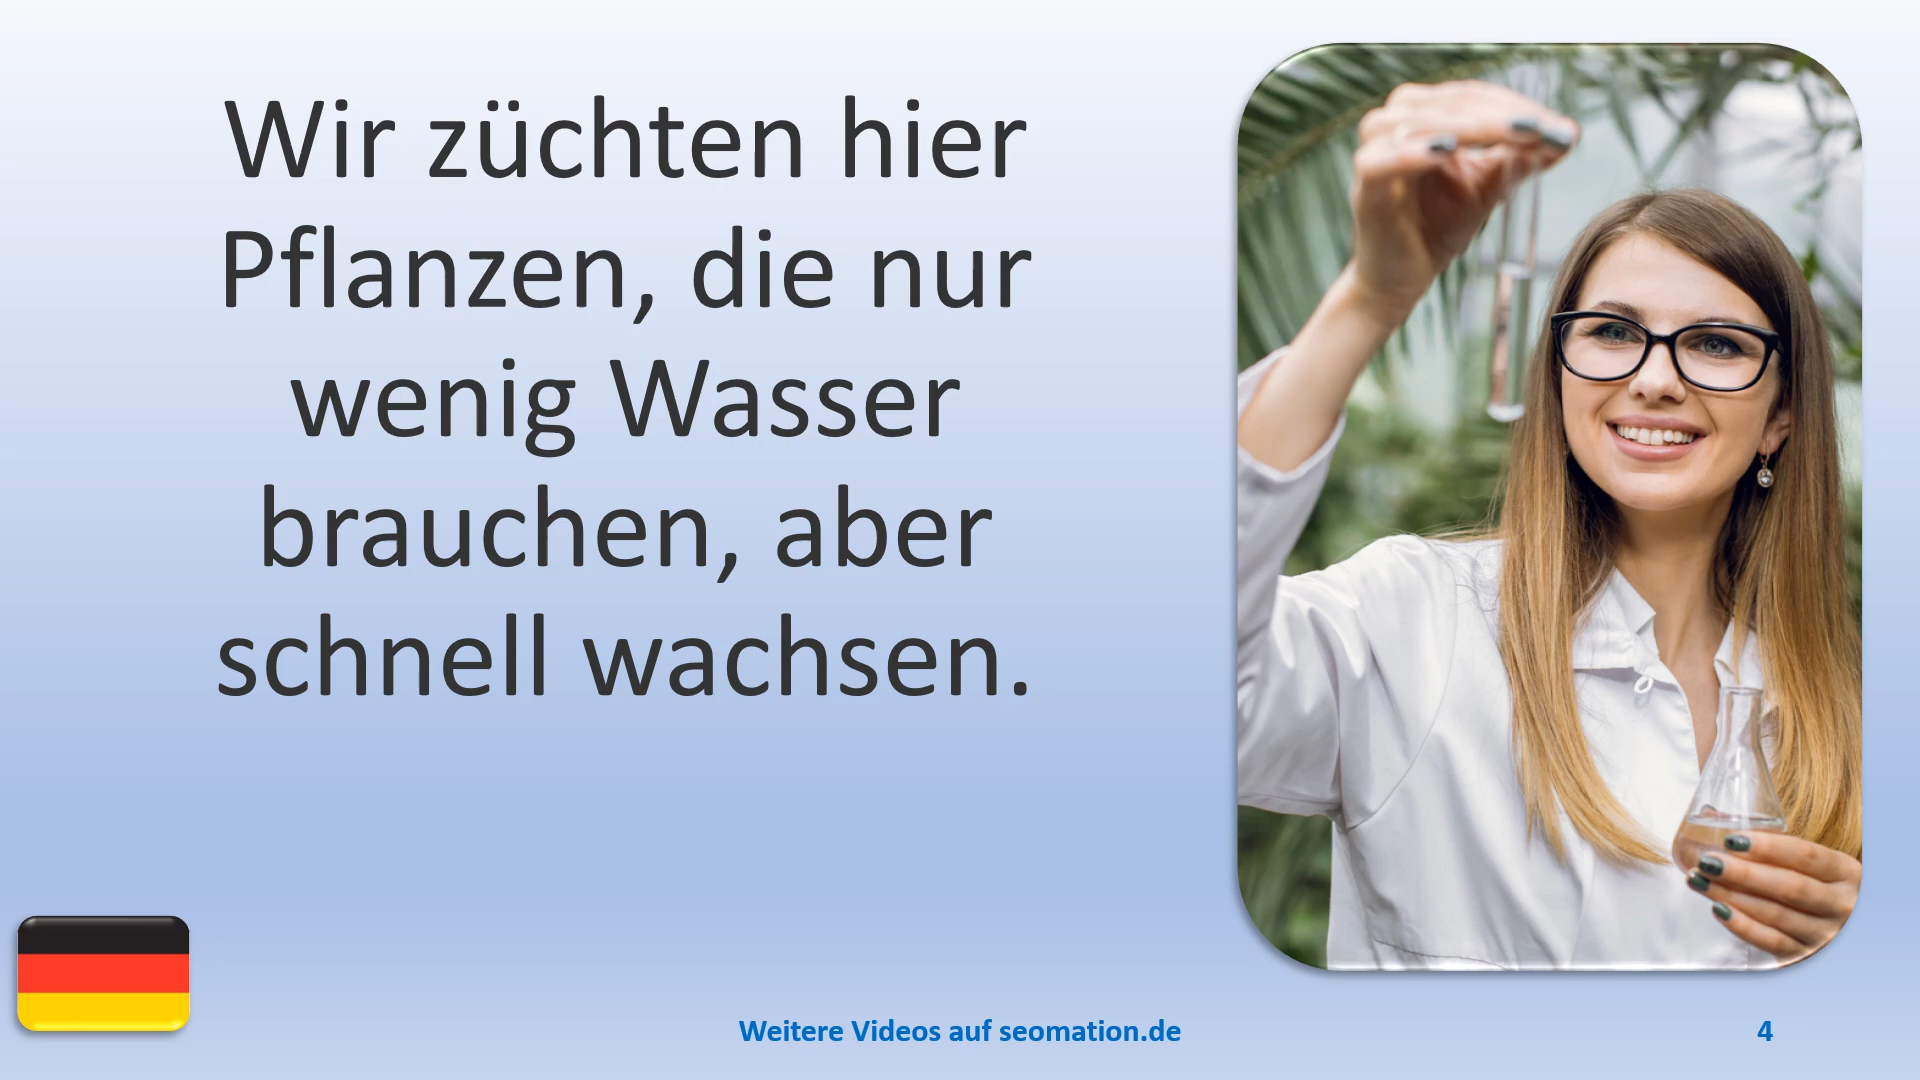 Wir züchten hier
Pflanzen, die nur
wenig Wasser
brauchen, aber
schnell wachsen.
Weitere Videos auf seomation.de
4